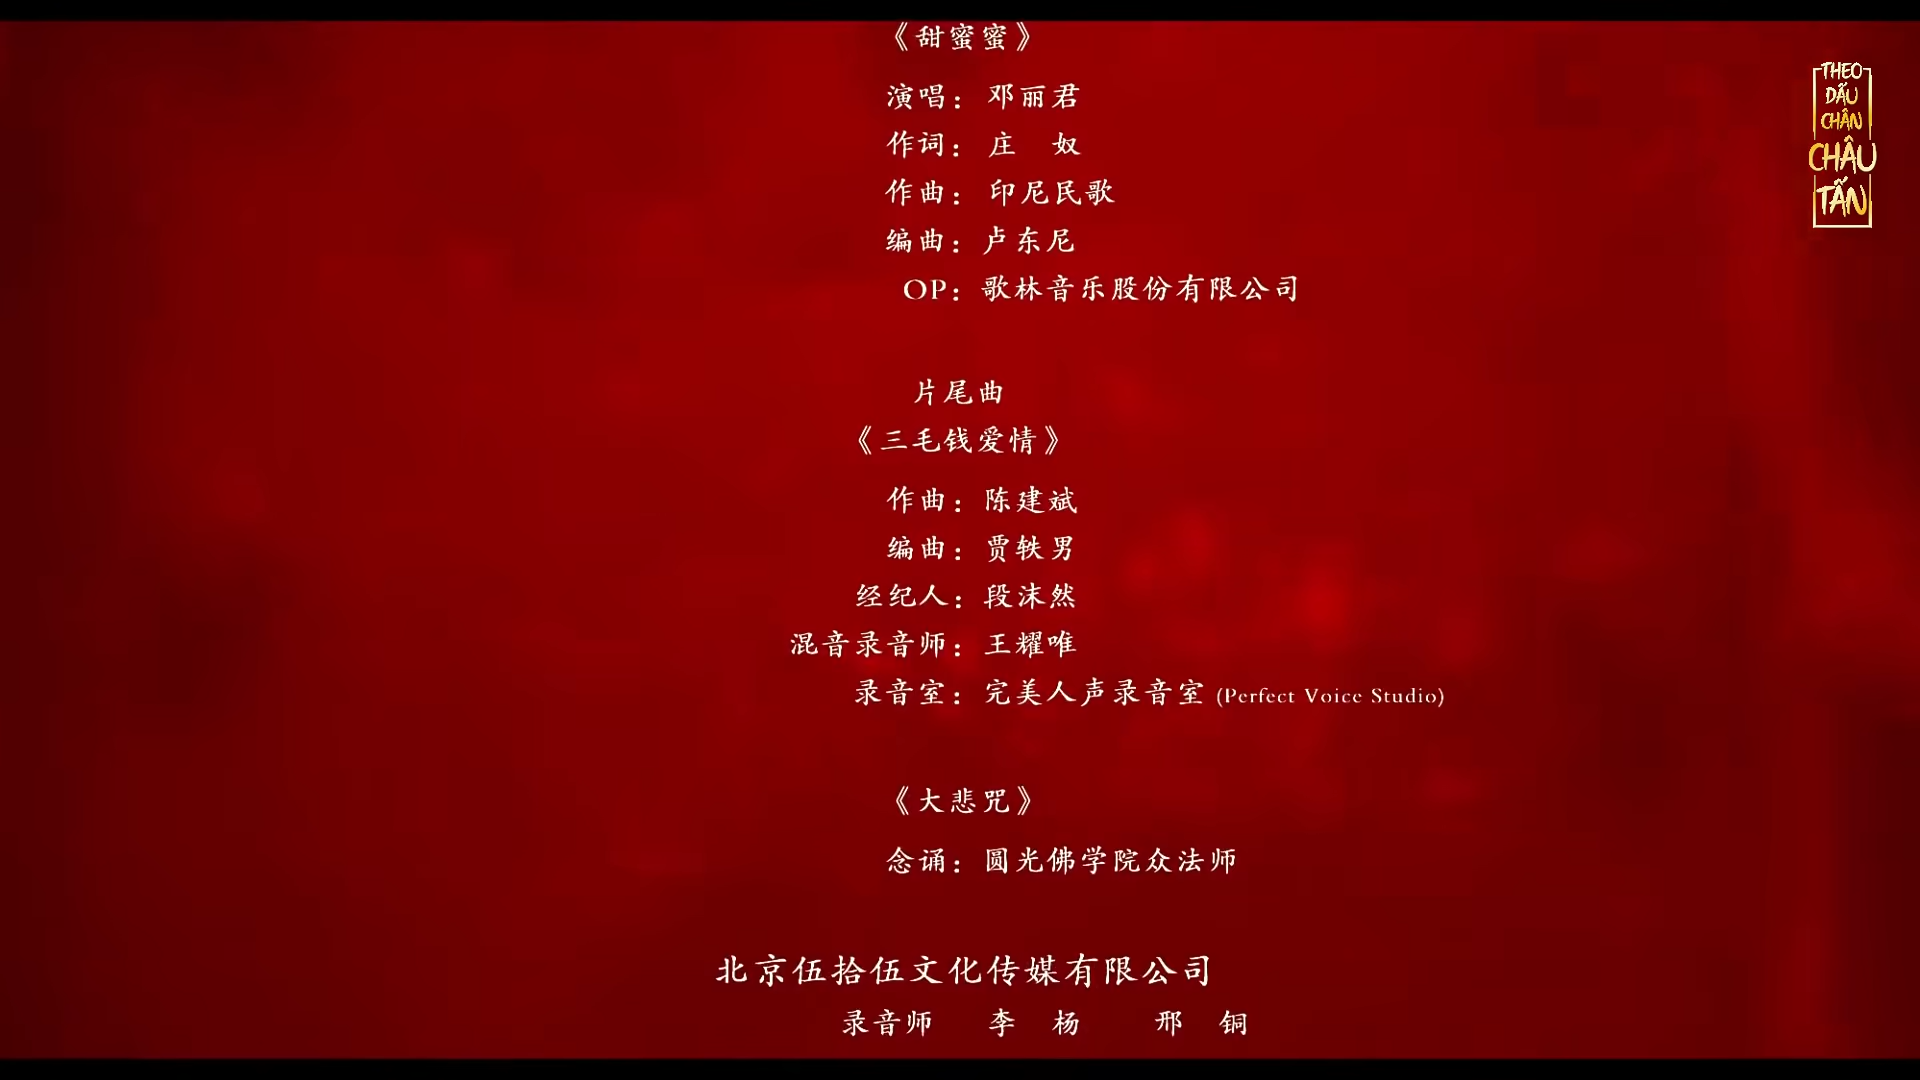 《甜蜜蜜》
演唱：邓丽君
作词：庄 奴
作曲：印尼民歌
编曲：卢东尼
OP：歌林音乐股份有限公司
片尾曲
《三毛钱爱情》
作曲：陈建斌
编曲：贾轶男
经纪人：段沫然
混音录音师：王耀唯
录音室：完美人声录音室 (Perfect Voice Studio)
《大悲咒》
念诵：圆光佛学院众法师
北京伍拾伍文化传媒有限公司
录音师 李 杨 邢 铜
THEO
DẤU
CHÂN
CHÂU
TẤN